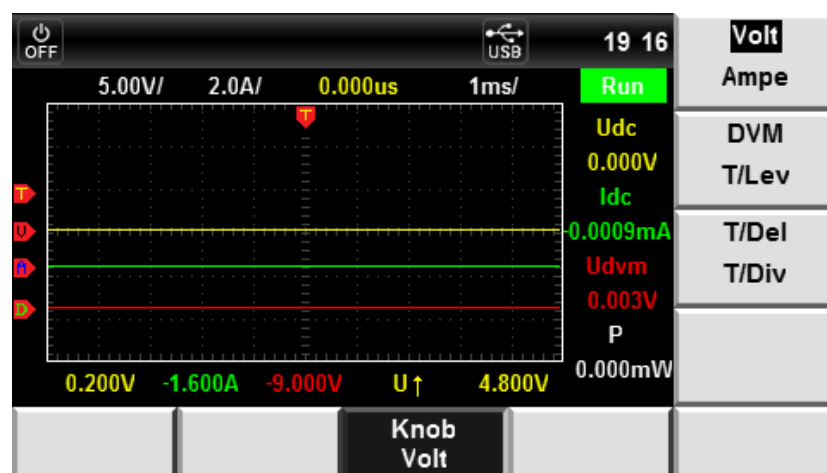 OFF
USB
19 16
5.00V/ 2.0A/ 0.000us 1ms/ Run
T
Udc
0.000V
Idc
-0.0009mA
Udvm
0.003V
P
0.000mW
T
U
A
D
0.200V -1.600A -9.000V U↑ 4.800V
Volt
Ampe
DVM
T/Lev
T/Del
T/Div
Knob
Volt